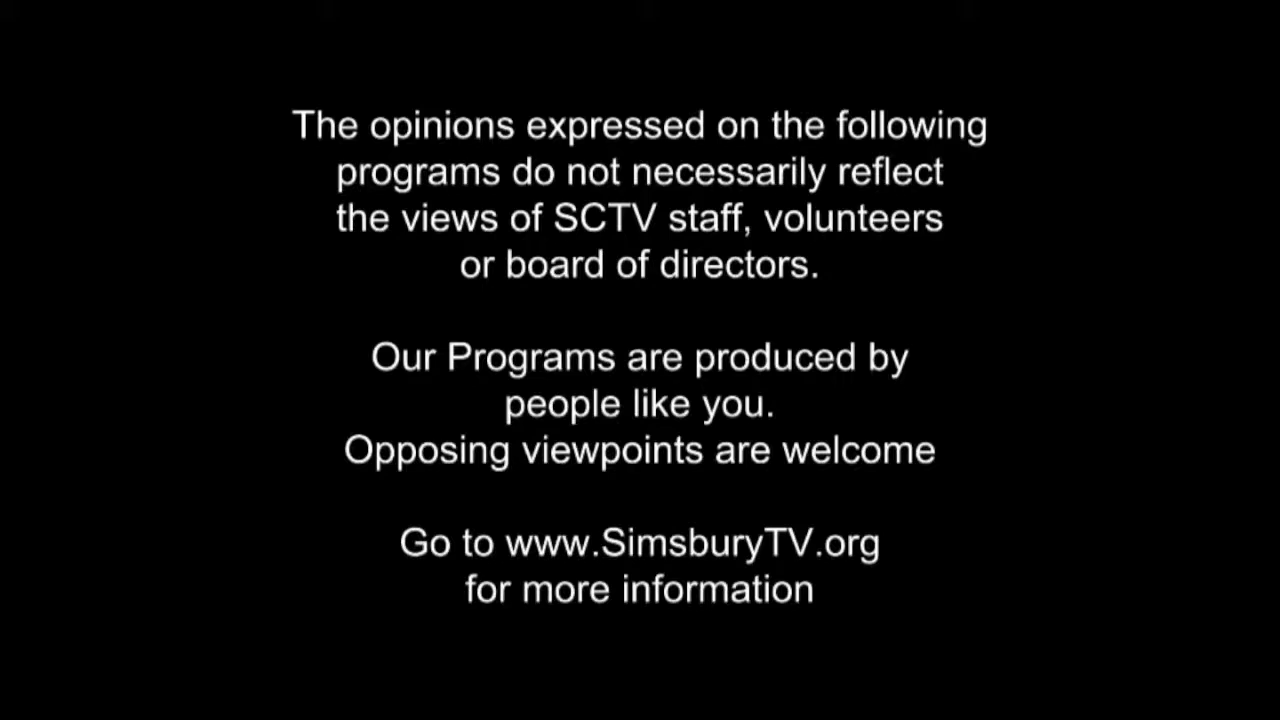 The opinions expressed on the following
programs do not necessarily reflect
the views of SCTV staff, volunteers
or board of directors.
Our Programs are produced by
people like you.
Opposing viewpoints are welcome
Go to www.SimsburyTV.org
for more information